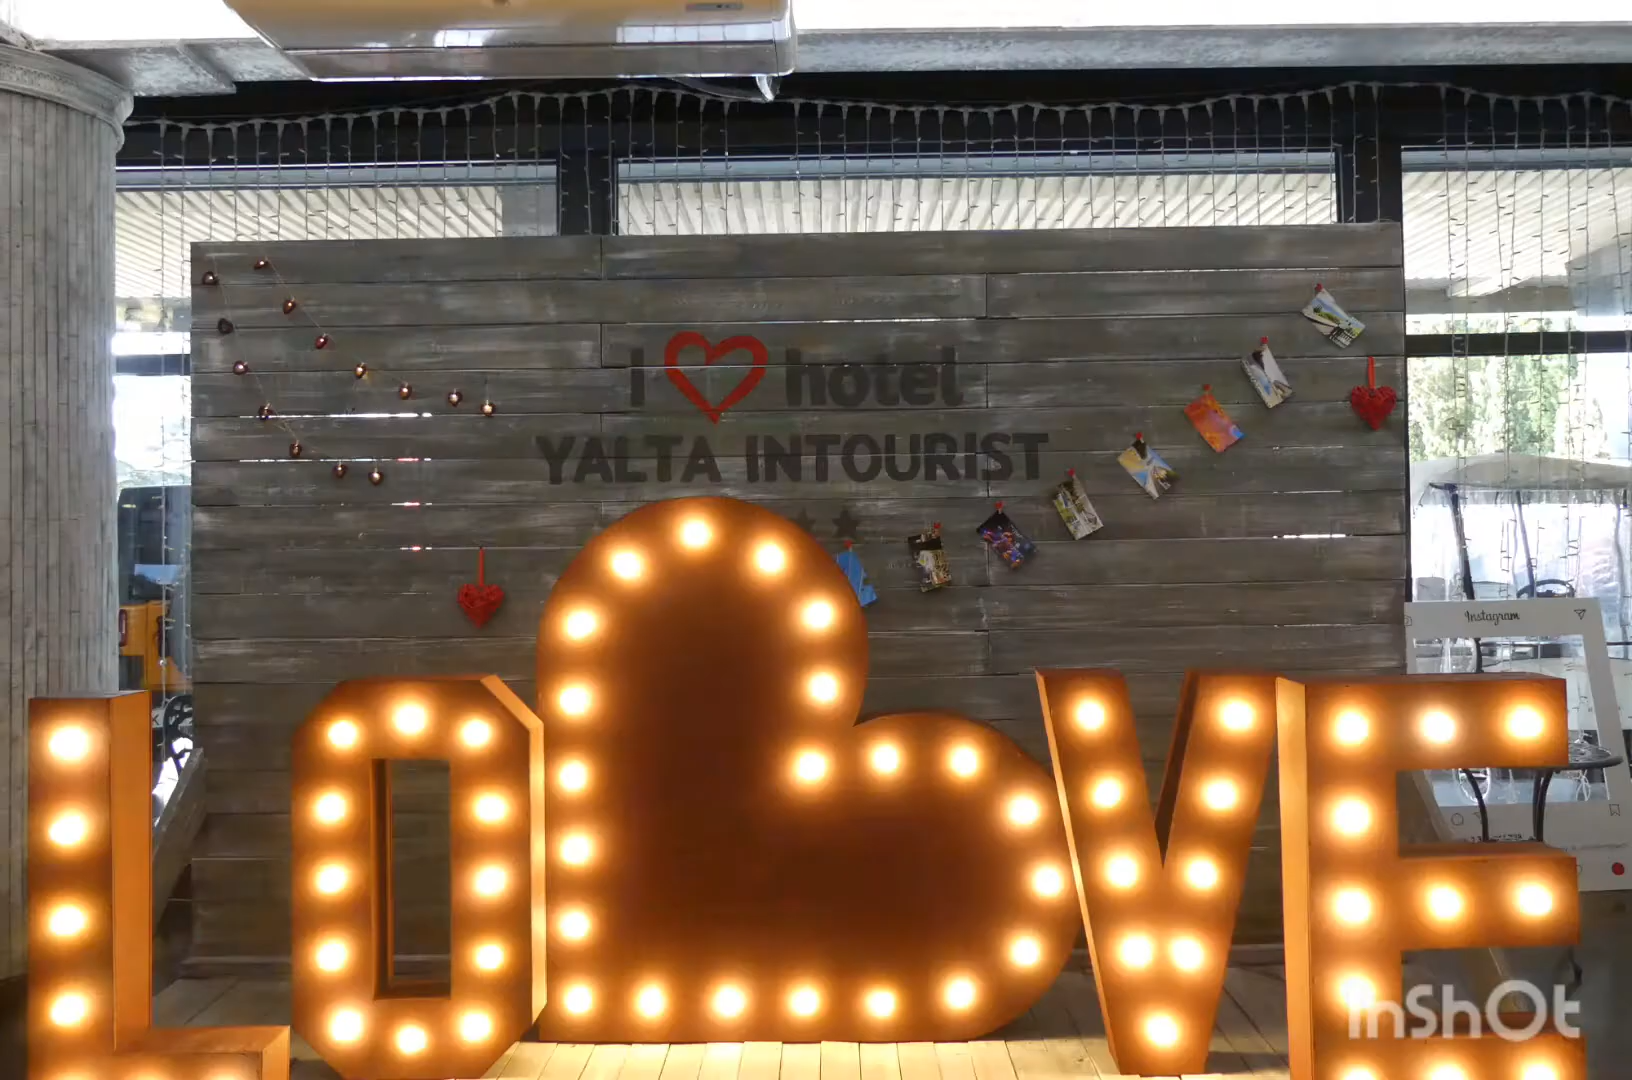 I ❤ hotel
YALTA INTOURIST
Instagram
LOVE
InShOt